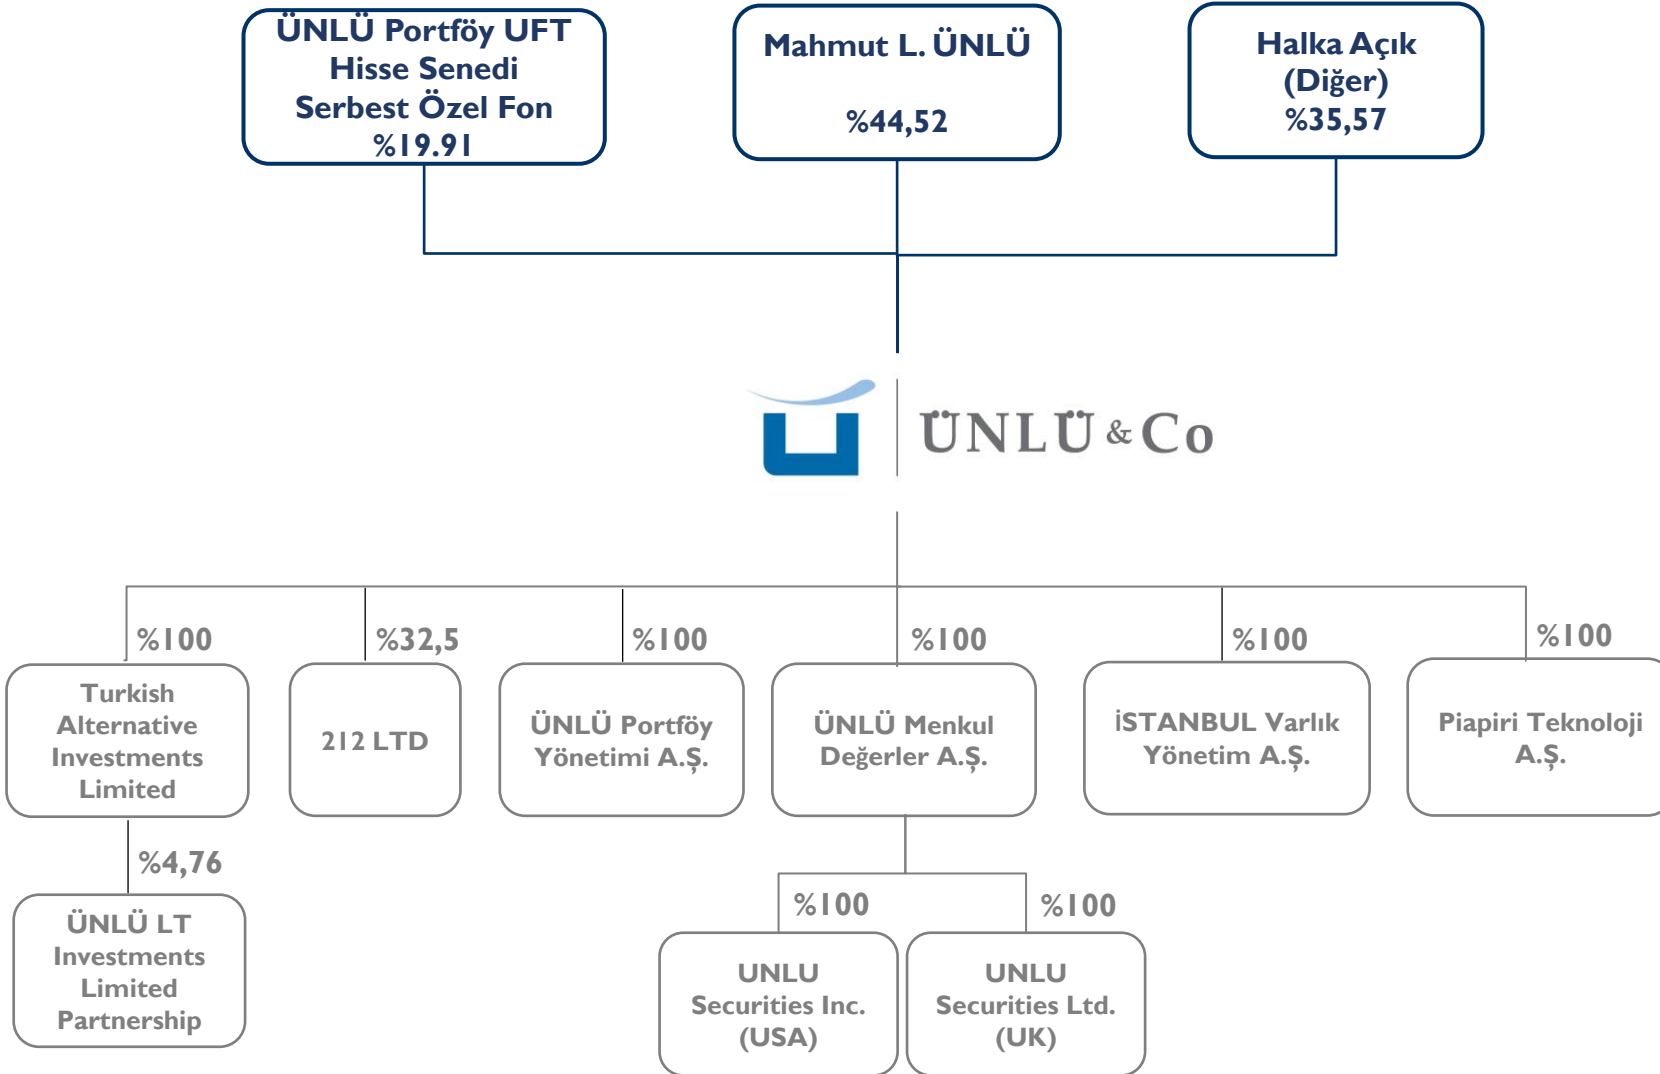 ÜNLÜ Portföy UFT
Hisse Senedi
Serbest Özel Fon
%19.91
Mahmut L. ÜNLÜ
%44,52
Halka Açık
(Diğer)
%35,57
ÜNLÜ & Co
%100
%32,5
%100
%100
%100
%100
Turkish
Alternative
Investments
Limited
212 LTD
ÜNLÜ Portföy
Yönetimi A.Ş.
ÜNLÜ Menkul
Değerler A.Ş.
İSTANBUL Varlık
Yönetim A.Ş.
Piapiri Teknoloji
A.Ş.
%4,76
ÜNLÜ LT
Investments
Limited
Partnership
%100
%100
UNLU
Securities Inc.
(USA)
UNLU
Securities Ltd.
(UK)